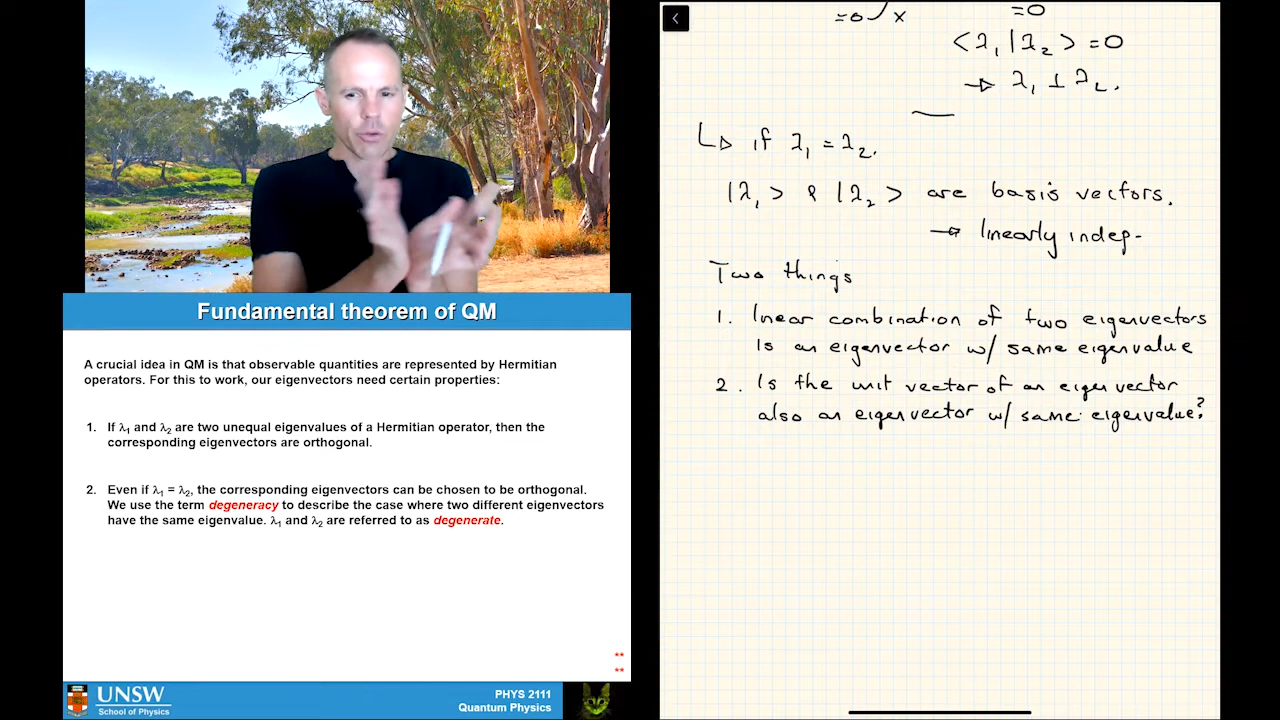 Fundamental theorem of QM
A crucial idea in QM is that observable quantities are represented by Hermitian
operators. For this to work, our eigenvectors need certain properties:
1. If λ₁ and λ₂ are two unequal eigenvalues of a Hermitian operator, then the
corresponding eigenvectors are orthogonal.
2. Even if λ₁ = λ₂, the corresponding eigenvectors can be chosen to be orthogonal.
We use the term degeneracy to describe the case where two different eigenvectors
have the same eigenvalue. λ₁ and λ₂ are referred to as degenerate.
**
**
UNSW
School of Physics
PHYS 2111
Quantum Physics
=0 x =0
<λ₁|λ₂> =0
→ λ₁ ⊥ λ₂.
↳ if λ₁ = λ₂.
|λ₁> & |λ₂> are basis vectors.
→ linearly indep.
Two things
1. linear combination of two eigenvectors
is an eigenvector w/ same eigenvalue
2. Is the unit vector of an eigenvector
also an eigenvector w/ same eigenvalue?